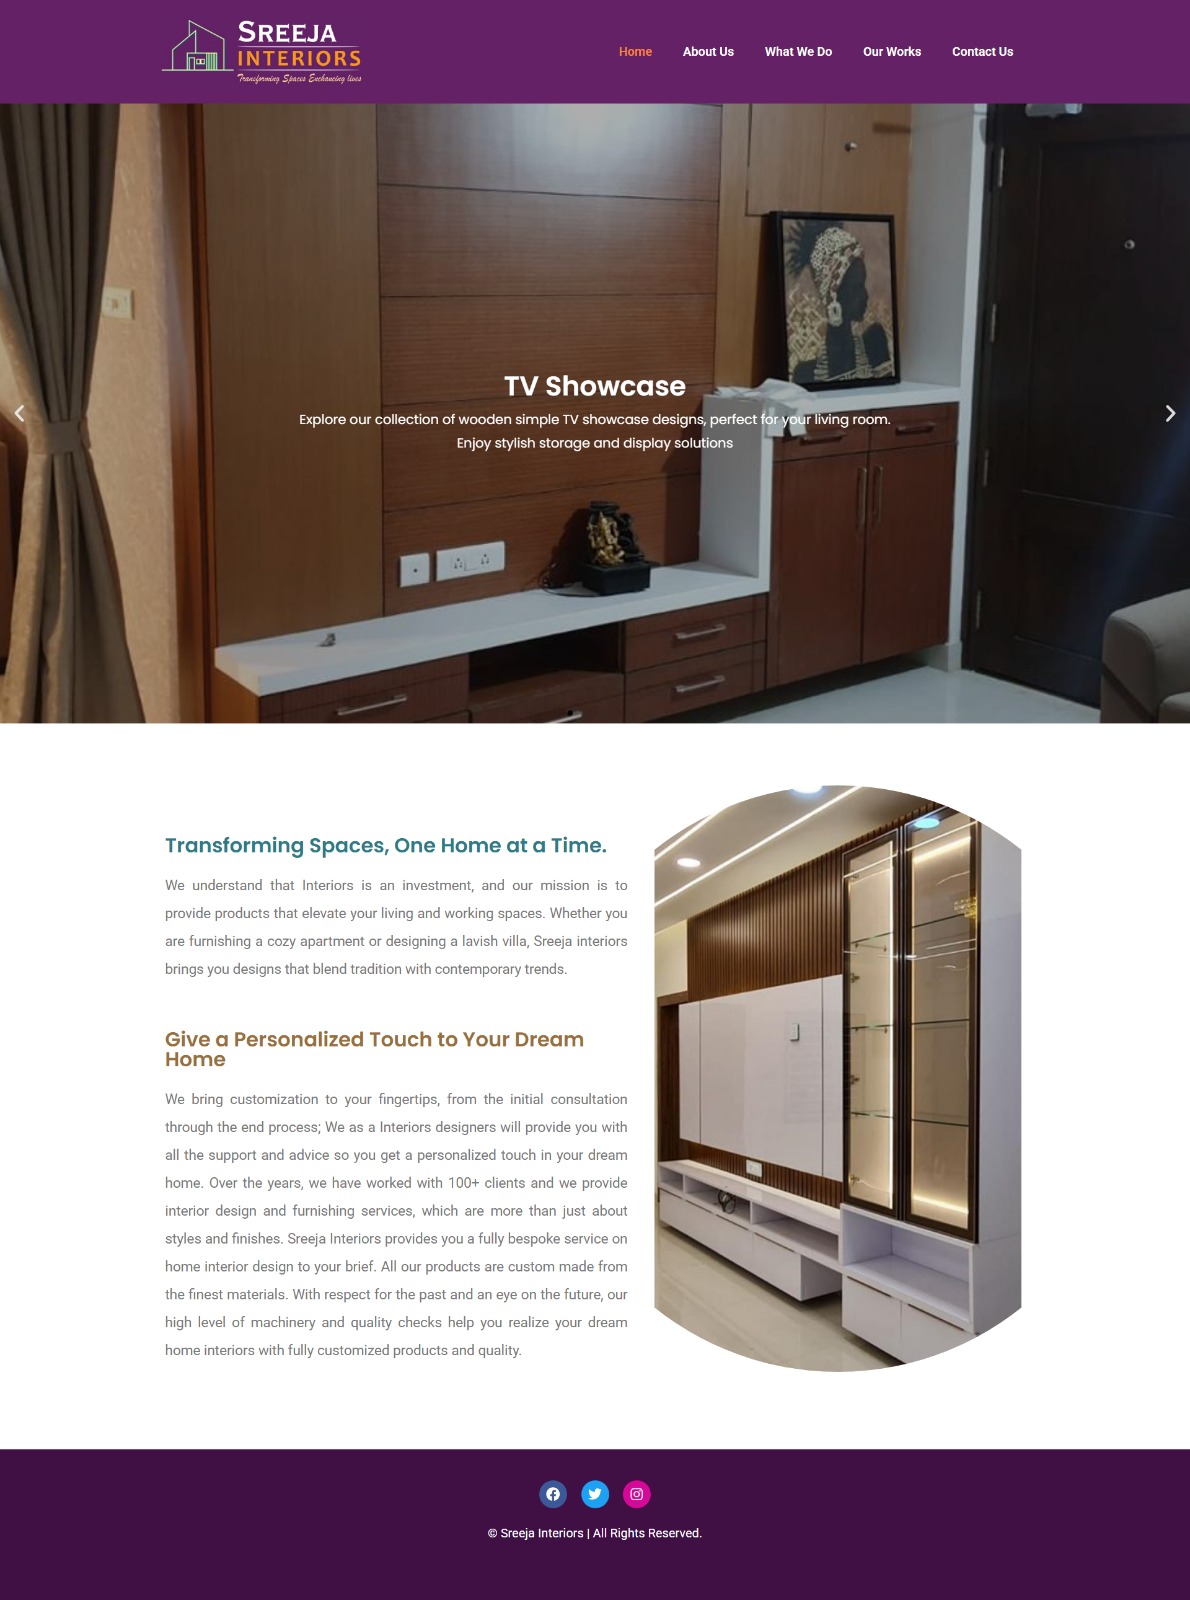 SREEJA
INTERIORS
Transforming Spaces Enchancing lives
Home
About Us
What We Do
Our Works
Contact Us
TV Showcase
Explore our collection of wooden simple TV showcase designs, perfect for your living room.
Enjoy stylish storage and display solutions
Transforming Spaces, One Home at a Time.
We understand that Interiors is an investment, and our mission is to
provide products that elevate your living and working spaces. Whether you
are furnishing a cozy apartment or designing a lavish villa, Sreeja interiors
brings you designs that blend tradition with contemporary trends.
Give a Personalized Touch to Your Dream
Home
We bring customization to your fingertips, from the initial consultation
through the end process; We as a Interiors designers will provide you with
all the support and advice so you get a personalized touch in your dream
home. Over the years, we have worked with 100+ clients and we provide
interior design and furnishing services, which are more than just about
styles and finishes. Sreeja Interiors provides you a fully bespoke service on
home interior design to your brief. All our products are custom made from
the finest materials. With respect for the past and an eye on the future, our
high level of machinery and quality checks help you realize your dream
home interiors with fully customized products and quality.
© Sreeja Interiors | All Rights Reserved.